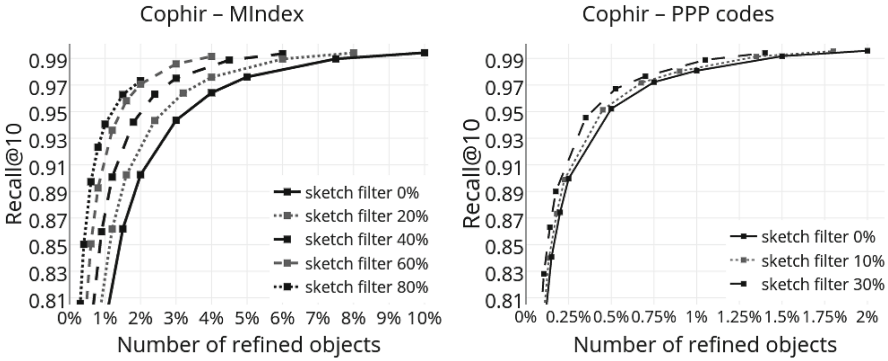 Cophir – MIndex
Recall@10
0.99
0.97
0.95
0.93
0.91
0.89
0.87
0.85
0.83
0.81
sketch filter 0%
sketch filter 20%
sketch filter 40%
sketch filter 60%
sketch filter 80%
0% 1% 2% 3% 4% 5% 6% 7% 8% 9% 10%
Number of refined objects
Cophir – PPP codes
Recall@10
0.99
0.97
0.95
0.93
0.91
0.89
0.87
0.85
0.83
0.81
sketch filter 0%
sketch filter 10%
sketch filter 30%
0% 0.25% 0.5% 0.75% 1% 1.25% 1.5% 1.75% 2%
Number of refined objects